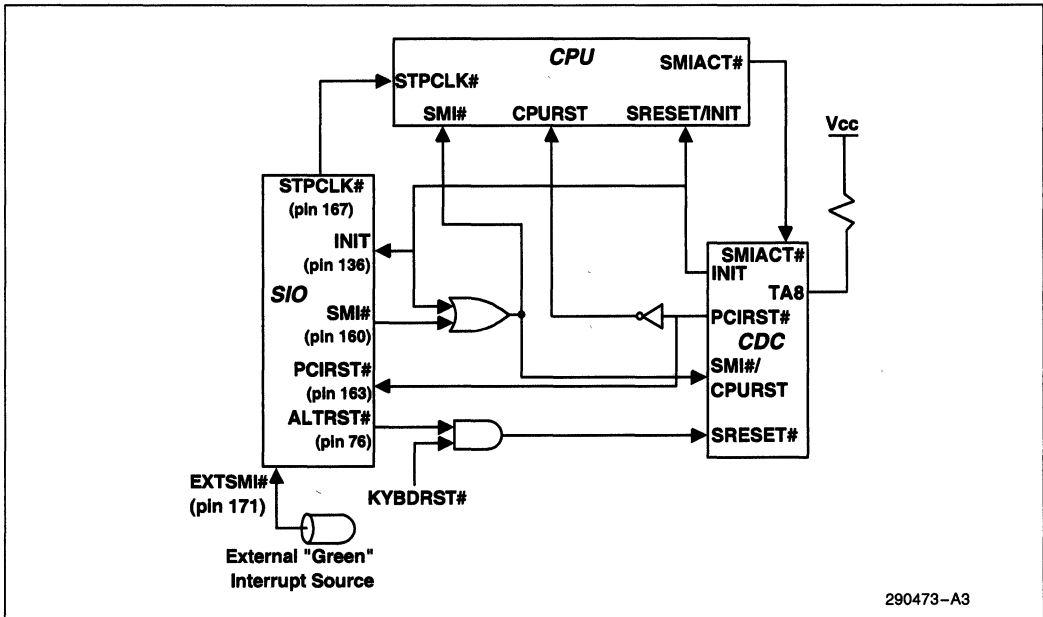 CPU
SMIACT#
STPCLK#
SMI#
CPURST
SRESET/INIT
Vcc
STPCLK#
(pin 167)
INIT
(pin 136)
SIO
SMI#
(pin 160)
PCIRST#
(pin 163)
ALTRST#
(pin 76)
SMIACT#
INIT
TA8
PCIRST#
CDC
SMI#/
CPURST
SRESET#
EXTSMI#
(pin 171)
KYBDRST#
External "Green"
Interrupt Source
290473–A3